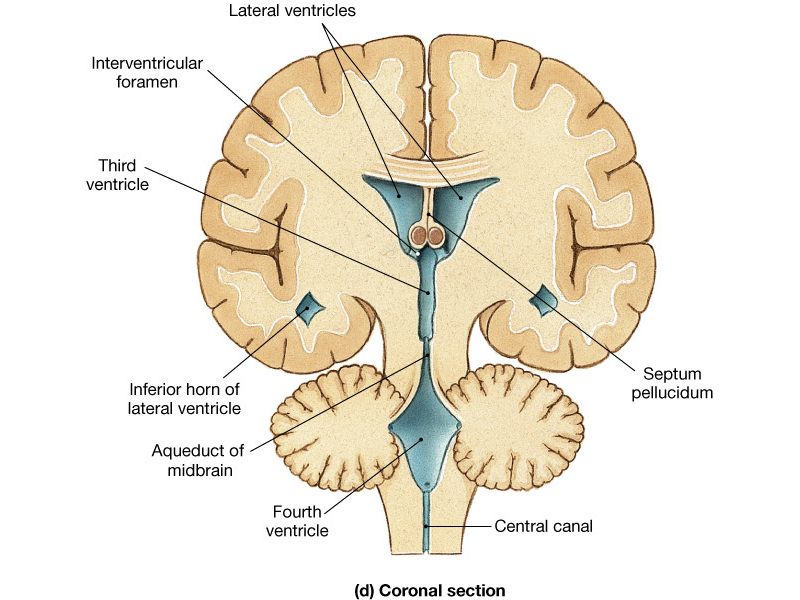 Lateral ventricles
Interventricular
foramen
Third
ventricle
Inferior horn of
lateral ventricle
Septum
pellucidum
Aqueduct of
midbrain
Fourth
ventricle
Central canal
(d) Coronal section